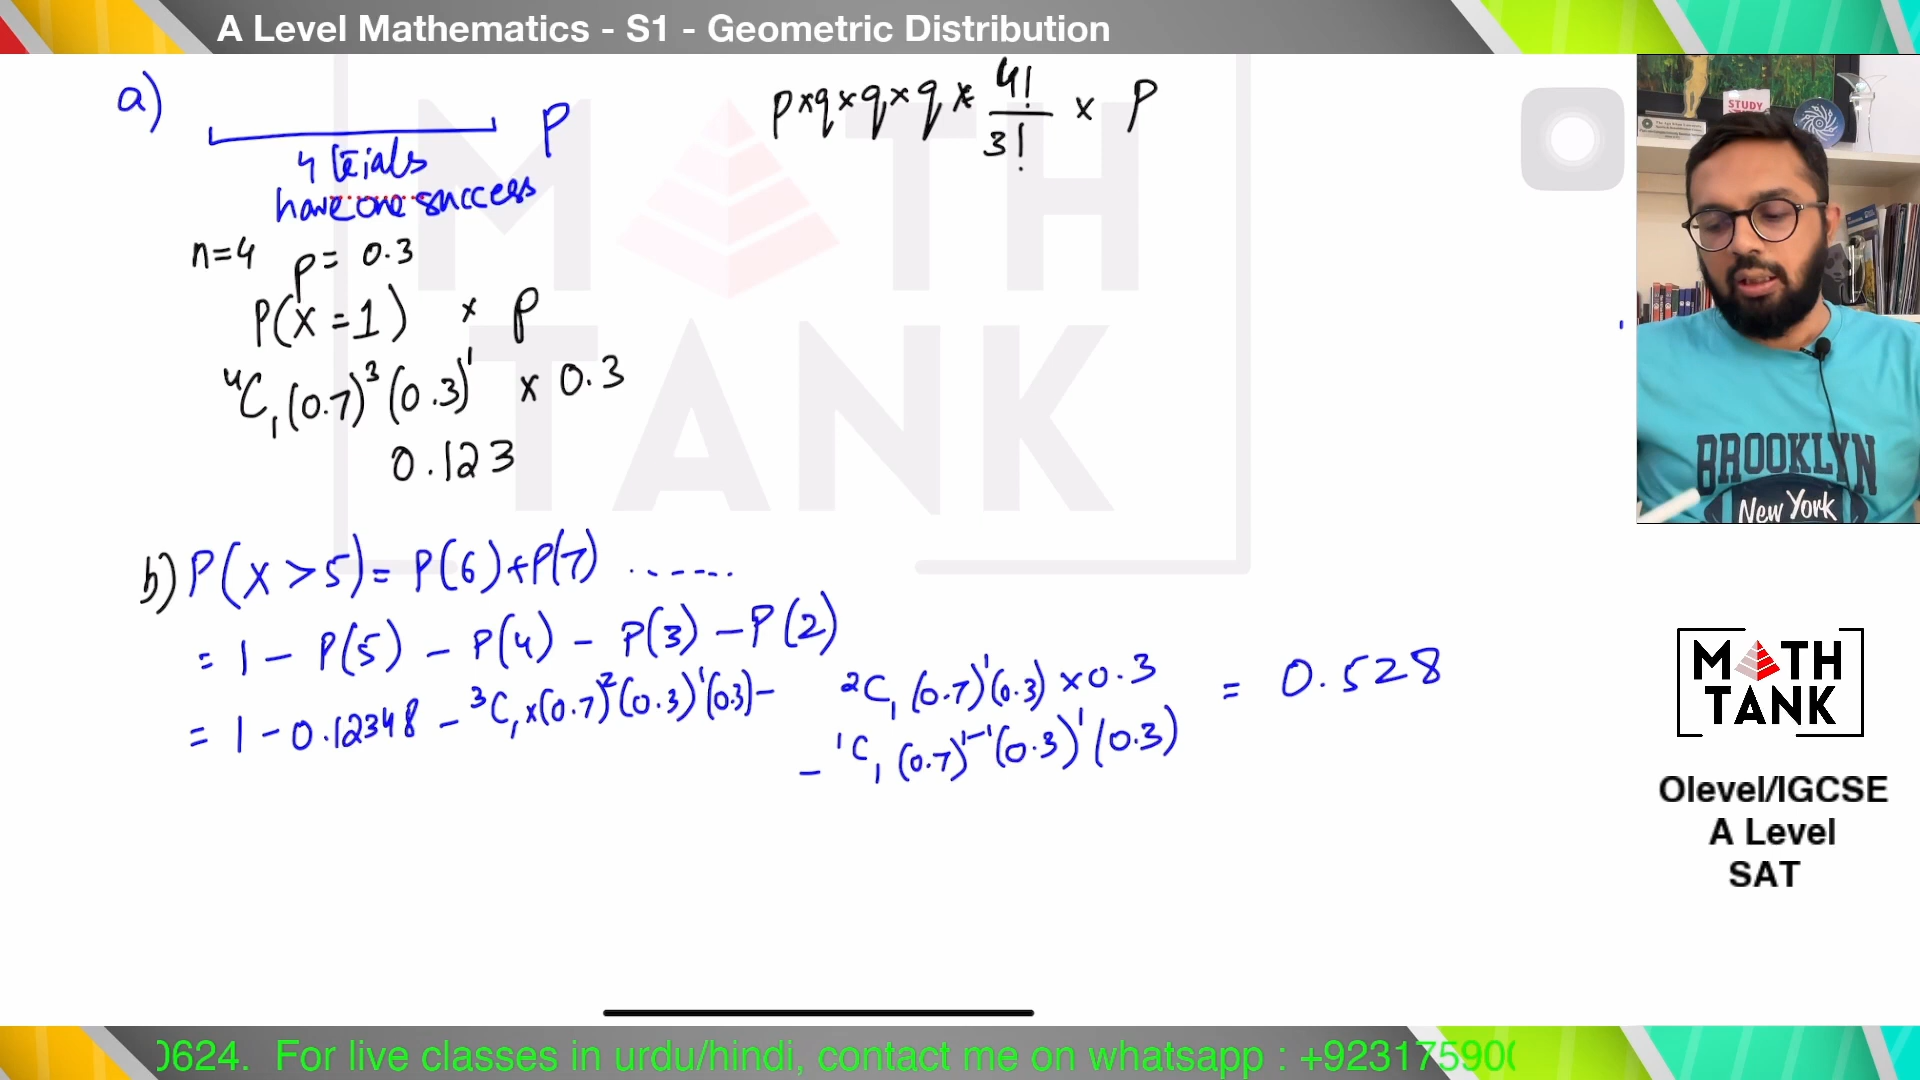 A Level Mathematics - S1 - Geometric Distribution
a)
P
4 trials
have one success
p×q×q×q× 4!/3! × P
n=4 p= 0.3
P(X=1) × p
⁴C₁(0.7)³(0.3)¹ × 0.3
0.123
b) P(X>5)= P(6)+P(7) .......
= 1 – P(5) – P(4) – P(3) – P(2)
= 1 – 0.12348 – ³C₁×(0.7)²(0.3)¹(0.3) – ²C₁(0.7)¹(0.3)×0.3 = 0.528
– ¹C₁(0.7)¹⁻¹(0.3)¹(0.3)
STUDY
BROOKLYN
New York
MATH
TANK
MATH
TANK
Olevel/IGCSE
A Level
SAT
0624. For live classes in urdu/hindi, contact me on whatsapp : +92317590